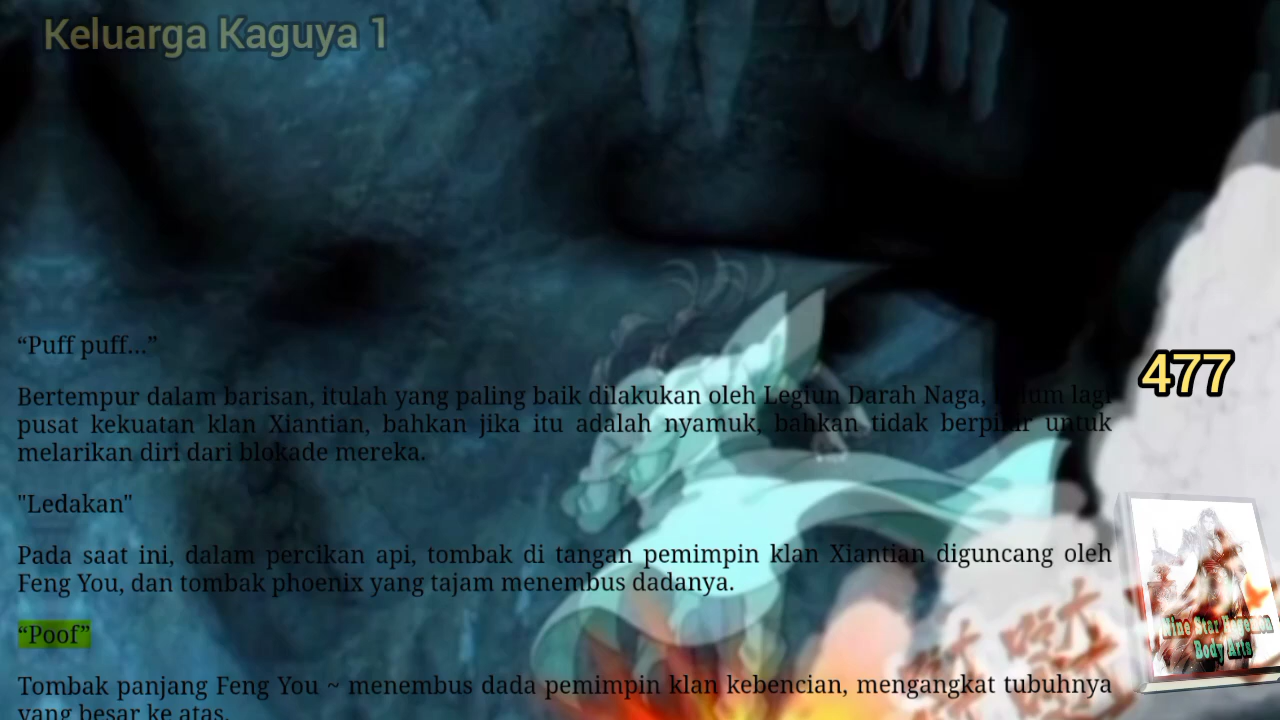 Keluarga Kaguya 1
“Puff puff...”
Bertempur dalam barisan, itulah yang paling baik dilakukan oleh Legiun Darah Naga, belum lagi
pusat kekuatan klan Xiantian, bahkan jika itu adalah nyamuk, bahkan tidak berpikir untuk
melarikan diri dari blokade mereka.
477
"Ledakan"
Pada saat ini, dalam percikan api, tombak di tangan pemimpin klan Xiantian diguncang oleh
Feng You, dan tombak phoenix yang tajam menembus dadanya.
“Poof”
Nine Star Hegemon
Body Arts
Tombak panjang Feng You ~ menembus dada pemimpin klan kebencian, mengangkat tubuhnya
yang besar ke atas.